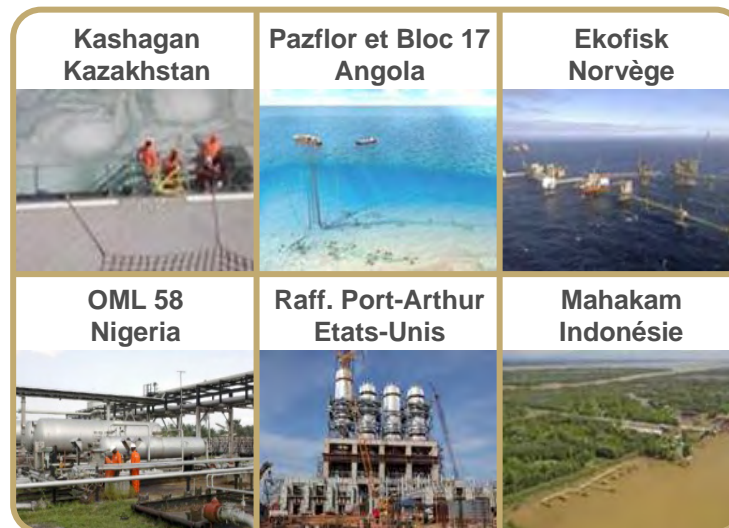 Kashagan
Kazakhstan
Pazflor et Bloc 17
Angola
Ekofisk
Norvège
OML 58
Nigeria
Raff. Port-Arthur
Etats-Unis
Mahakam
Indonésie